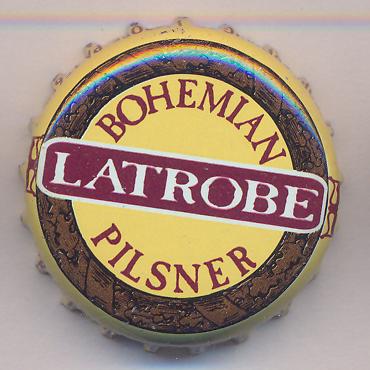 BOHEMIAN
LATROBE
PILSNER